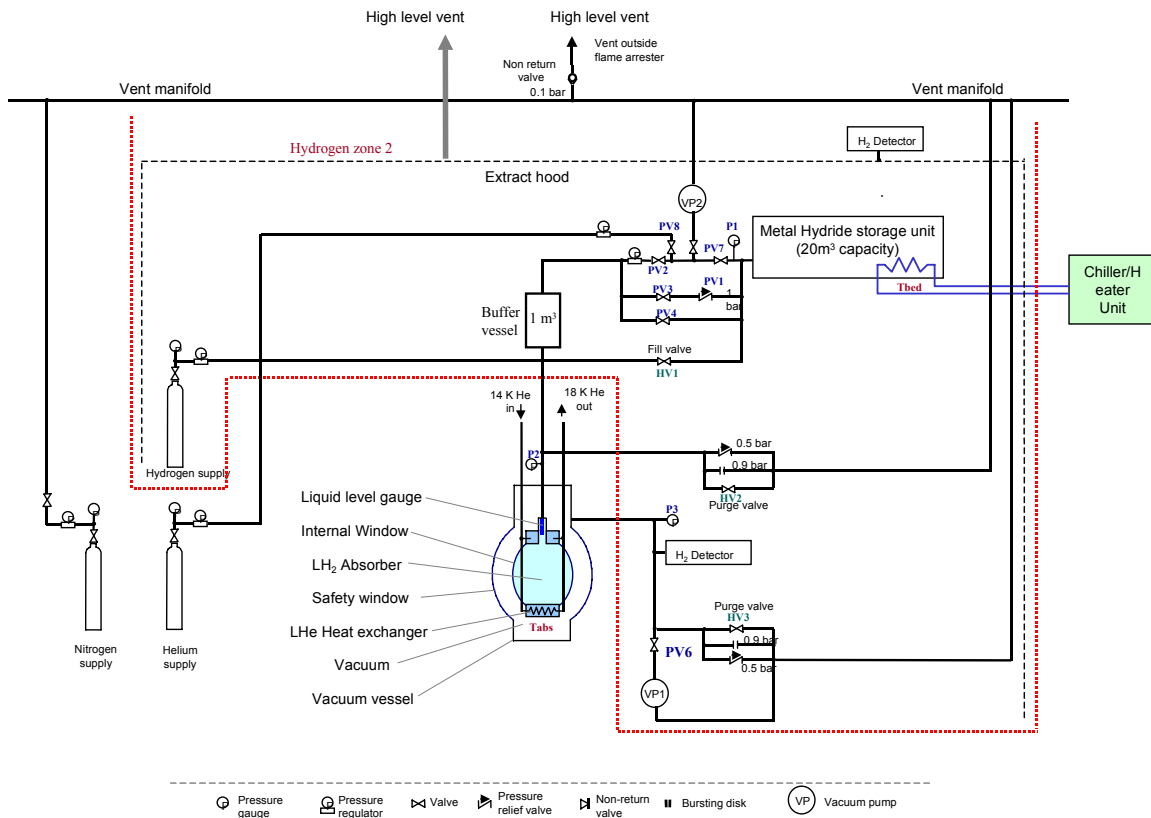 High level vent
High level vent
Vent outside
flame arrester
Non return
valve
0.1 bar
Vent manifold
Vent manifold
H2 Detector
Hydrogen zone 2
Extract hood
VP2
PV8
P1
Metal Hydride storage unit
(20m³ capacity)
PV7
PV2
PV3
PV1
1
bar
Tbed
Chiller/H
eater
Unit
PV4
Buffer
vessel
1 m³
Fill valve
HV1
14 K He
in
18 K He
out
0.5 bar
P2
0.9 bar
Hydrogen supply
HV2
Purge valve
Liquid level gauge
P3
Internal Window
H2 Detector
LH2 Absorber
Safety window
Purge valve
HV3
LHe Heat exchanger
Tabs
0.9 bar
PV6
0.5 bar
Nitrogen
supply
Helium
supply
Vacuum
VP1
Vacuum vessel
Pressure
gauge
Pressure
regulator
Valve
Pressure
relief valve
Non-return
valve
Bursting disk
VP
Vacuum pump